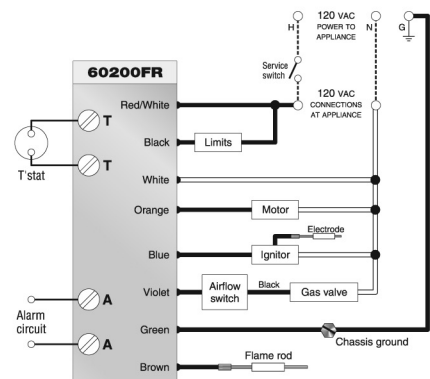 120 VAC
H
POWER TO
APPLIANCE
N
G
Service
switch
60200FR
120 VAC
CONNECTIONS
AT APPLIANCE
Red/White
T
Black
Limits
T
T'stat
White
Orange
Motor
Electrode
Blue
Ignitor
Violet
Airflow
switch
Black
Gas valve
A
Alarm
circuit
Green
Chassis ground
A
Flame rod
Brown